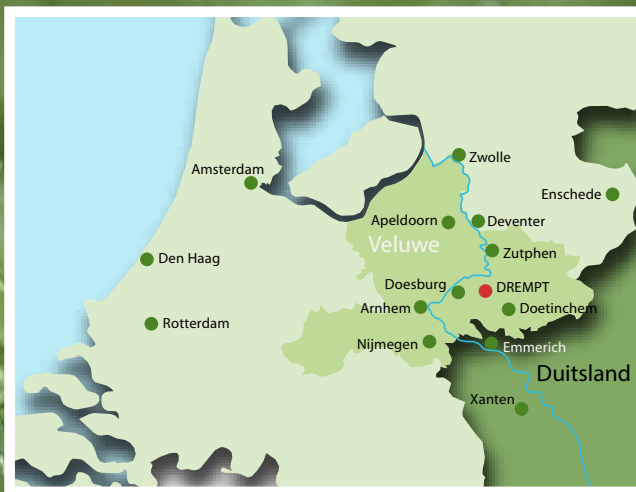 Zwolle
Amsterdam
Enschede
Apeldoorn
Deventer
Veluwe
Zutphen
Den Haag
Doesburg
DREMPT
Arnhem
Doetinchem
Rotterdam
Nijmegen
Emmerich
Duitsland
Xanten